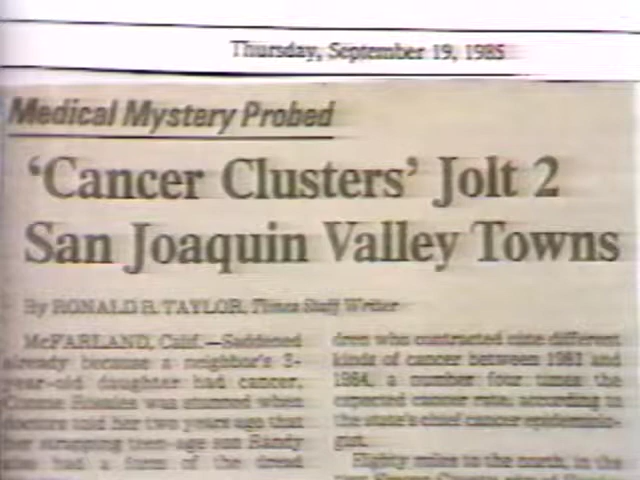 Thursday, September 19, 1985
Medical Mystery Probed
‘Cancer Clusters’ Jolt 2
San Joaquin Valley Towns
By RONALD B. TAYLOR, Times Staff Writer
McFARLAND, Calif.—Saddened
already because a neighbor's 3-
year-old daughter had cancer,
Connie was stunned when
doctors told her two years ago that
her strapping teen-age son Randy
also had a form of the dread
dren who contracted nine different
kinds of cancer between 1981 and
1984, a number four times the
expected cancer rate, according to
the state's chief cancer epidemiolo-
gist.
Eighty miles to the north, in the